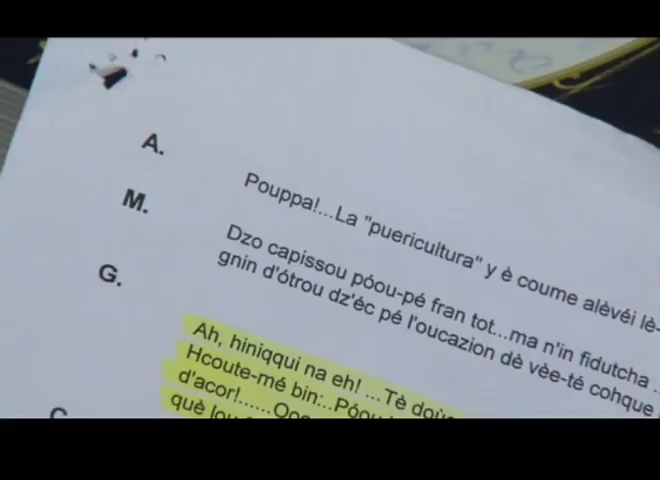 A.
Pouppa!...La "puericultura" y è coume alèvéi lè-
M.
Dzo capissou póou-pé fran tot...ma n'in fidutcha
gnin d'ótrou dz'éc pé l'oucazion dè vèe-té cohque
G.
Ah, hiniqqui na eh! ...Tè
Hcoute-mé bin:..
d'acor!......
què